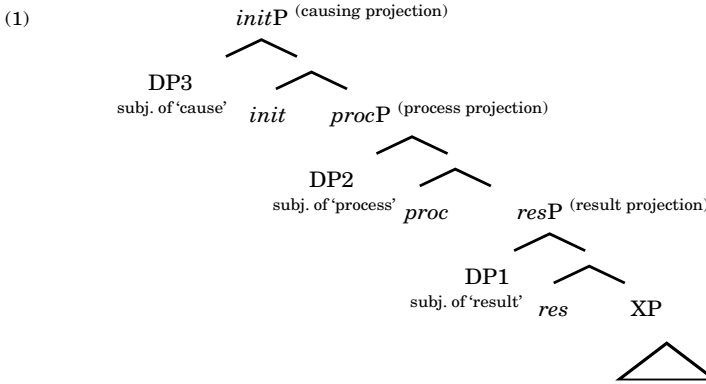 (1)
initP (causing projection)
DP3
subj. of ‘cause’
init
procP (process projection)
DP2
subj. of ‘process’
proc
resP (result projection)
DP1
subj. of ‘result’
res
XP